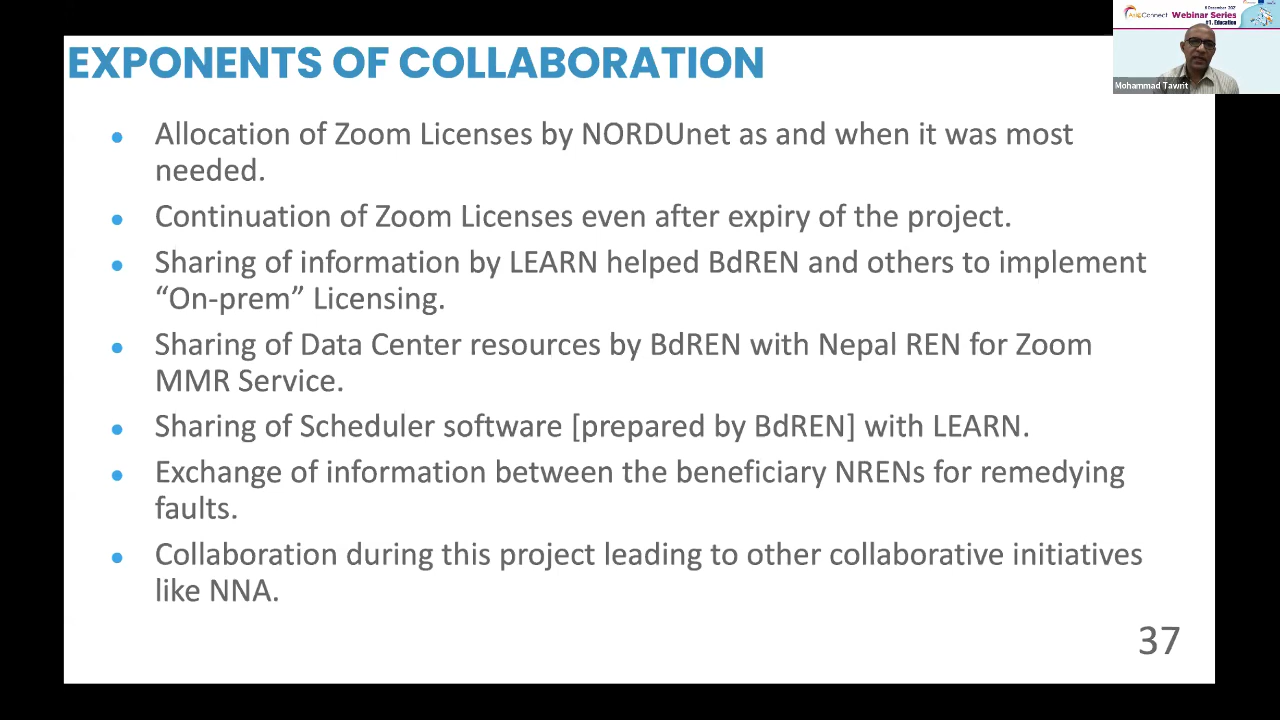 EXPONENTS OF COLLABORATION
Allocation of Zoom Licenses by NORDUnet as and when it was most
needed.
Continuation of Zoom Licenses even after expiry of the project.
Sharing of information by LEARN helped BdREN and others to implement
“On-prem” Licensing.
Sharing of Data Center resources by BdREN with Nepal REN for Zoom
MMR Service.
Sharing of Scheduler software [prepared by BdREN] with LEARN.
Exchange of information between the beneficiary NRENs for remedying
faults.
Collaboration during this project leading to other collaborative initiatives
like NNA.
37
Webinar Series
#1. Education
Mohammad Tawrit